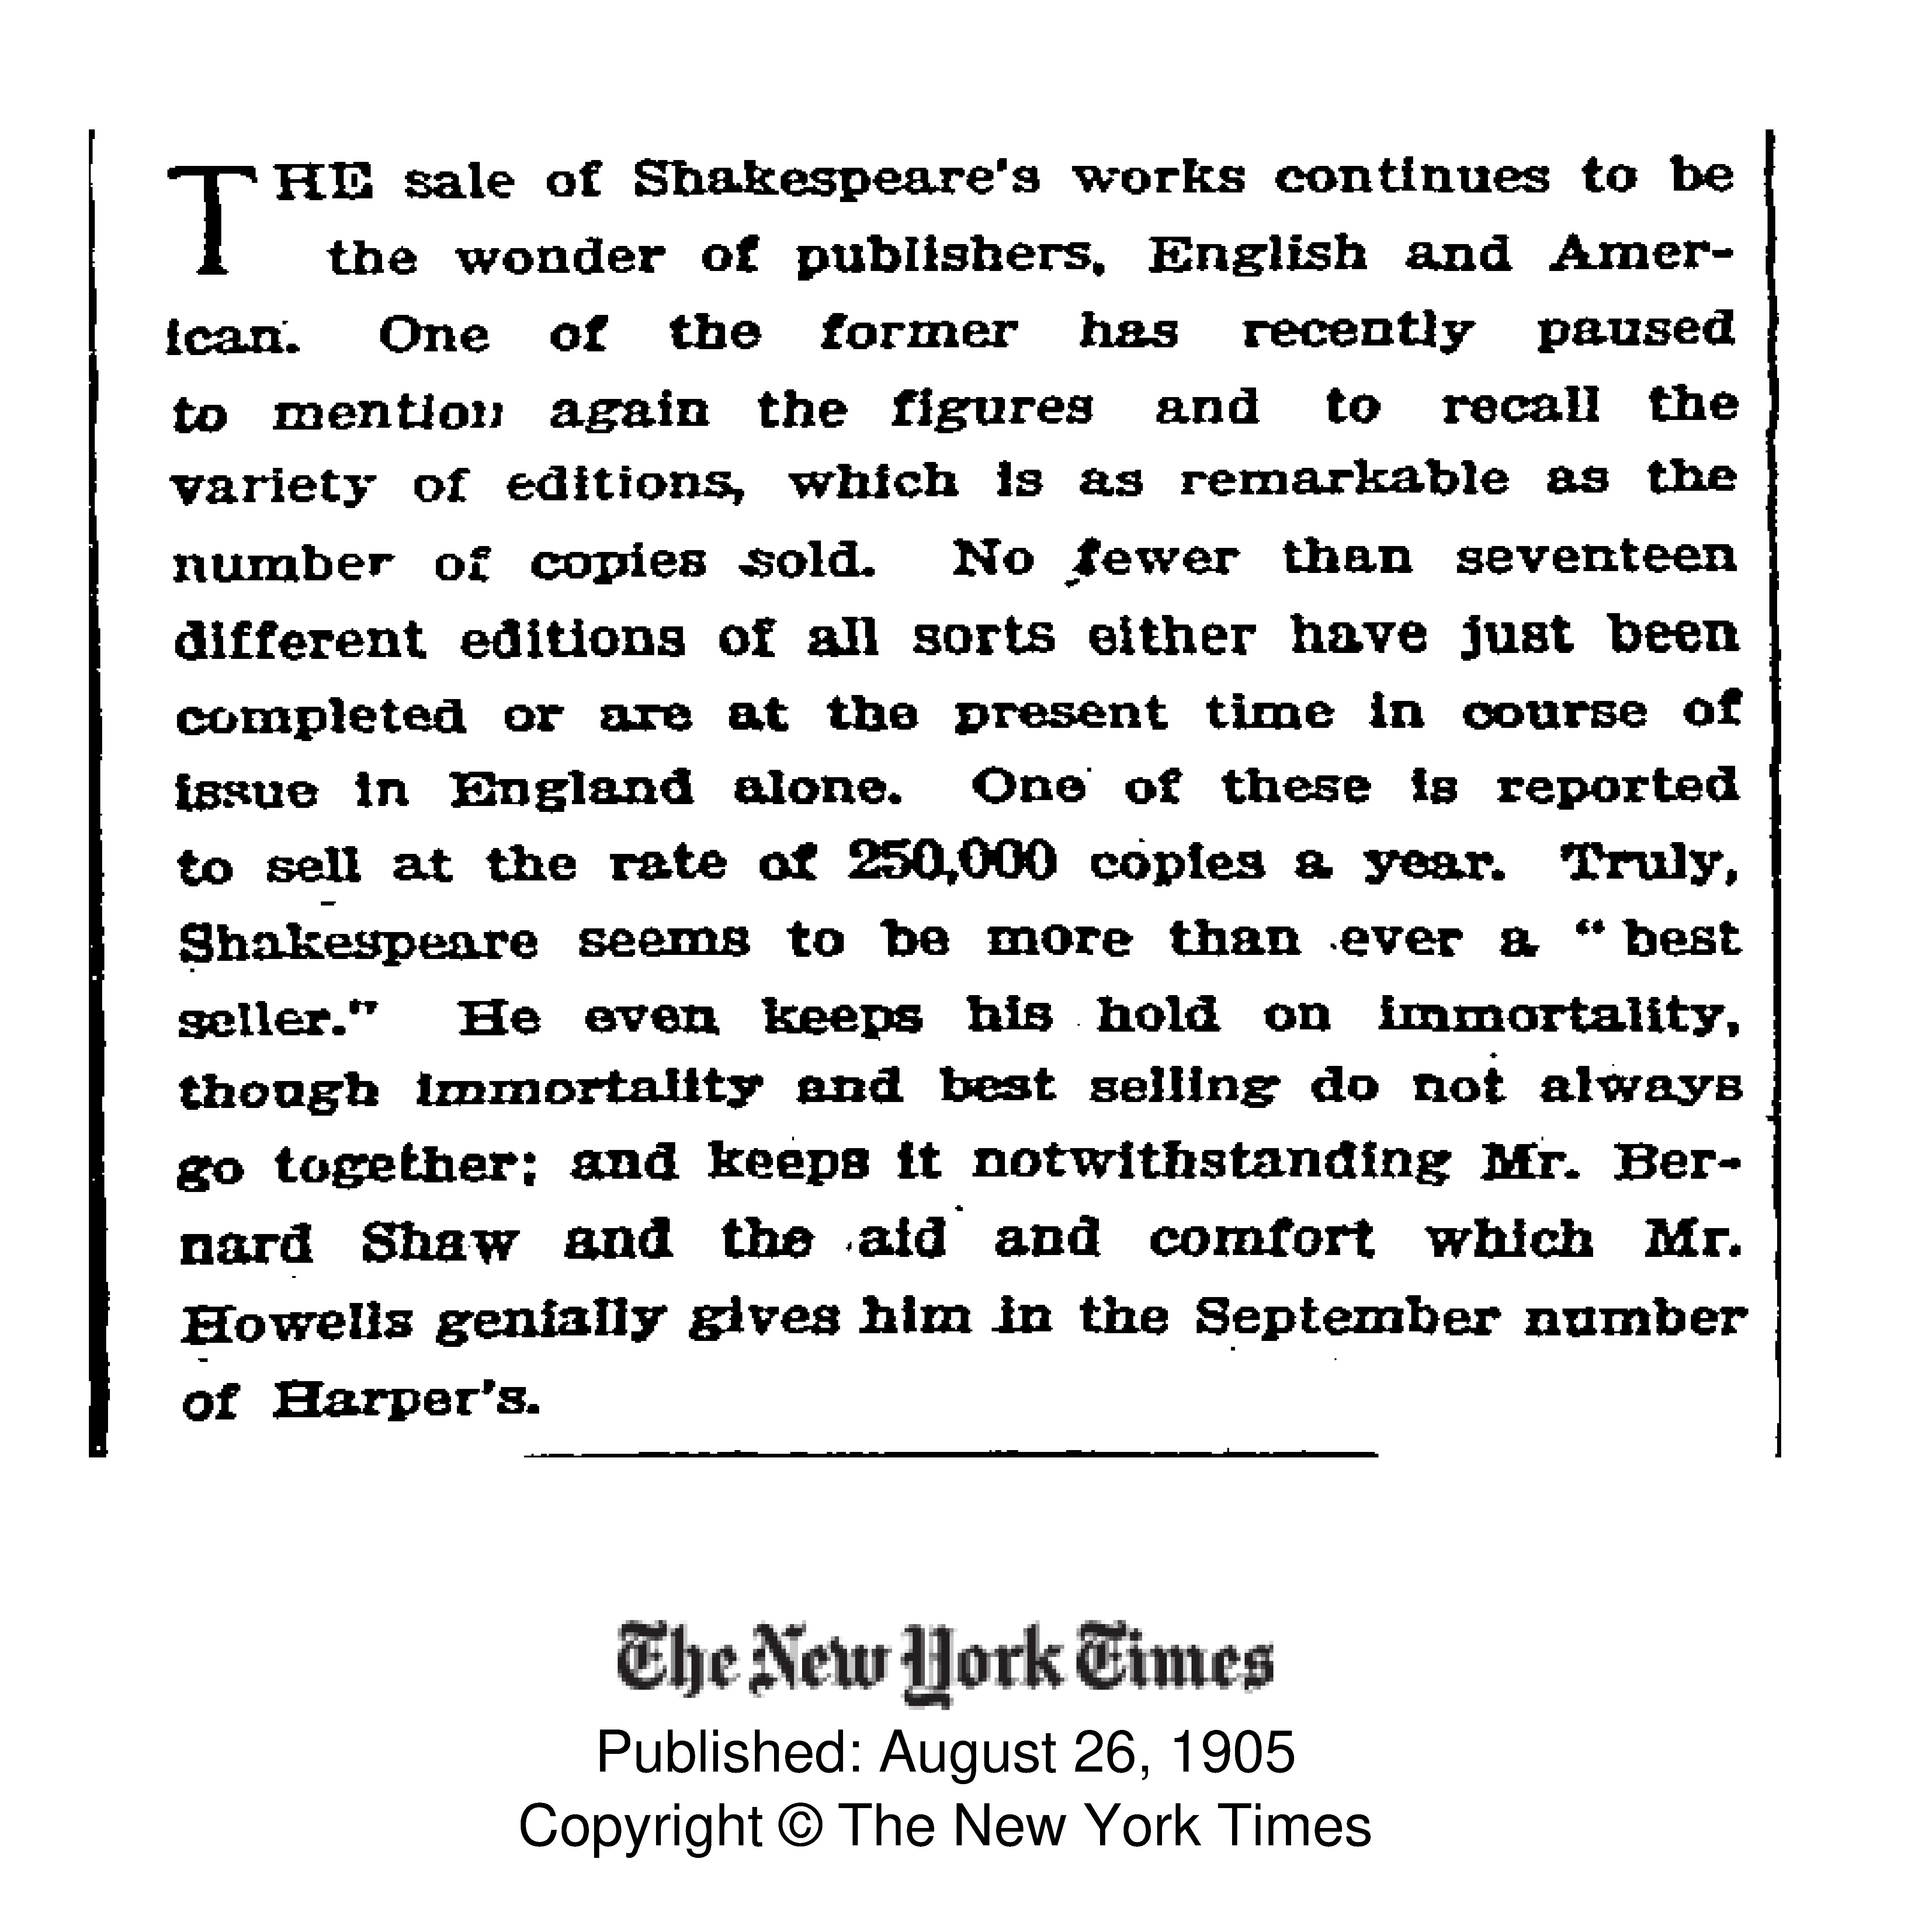 THE sale of Shakespeare's works continues to be
the wonder of publishers, English and Amer-
ican. One of the former has recently paused
to mention again the figures and to recall the
variety of editions, which is as remarkable as the
number of copies sold. No fewer than seventeen
different editions of all sorts either have just been
completed or are at the present time in course of
issue in England alone. One of these is reported
to sell at the rate of 250,000 copies a year. Truly,
Shakespeare seems to be more than ever a "best
seller." He even keeps his hold on immortality,
though immortality and best selling do not always
go together; and keeps it notwithstanding Mr. Ber-
nard Shaw and the aid and comfort which Mr.
Howells genially gives him in the September number
of Harper's.
The New York Times
Published: August 26, 1905
Copyright © The New York Times